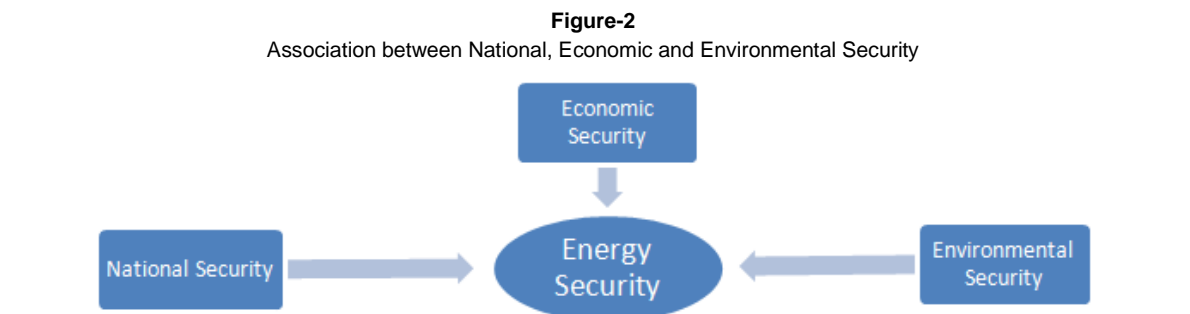 Figure-2
Association between National, Economic and Environmental Security
Economic
Security
National Security
Energy
Security
Environmental
Security